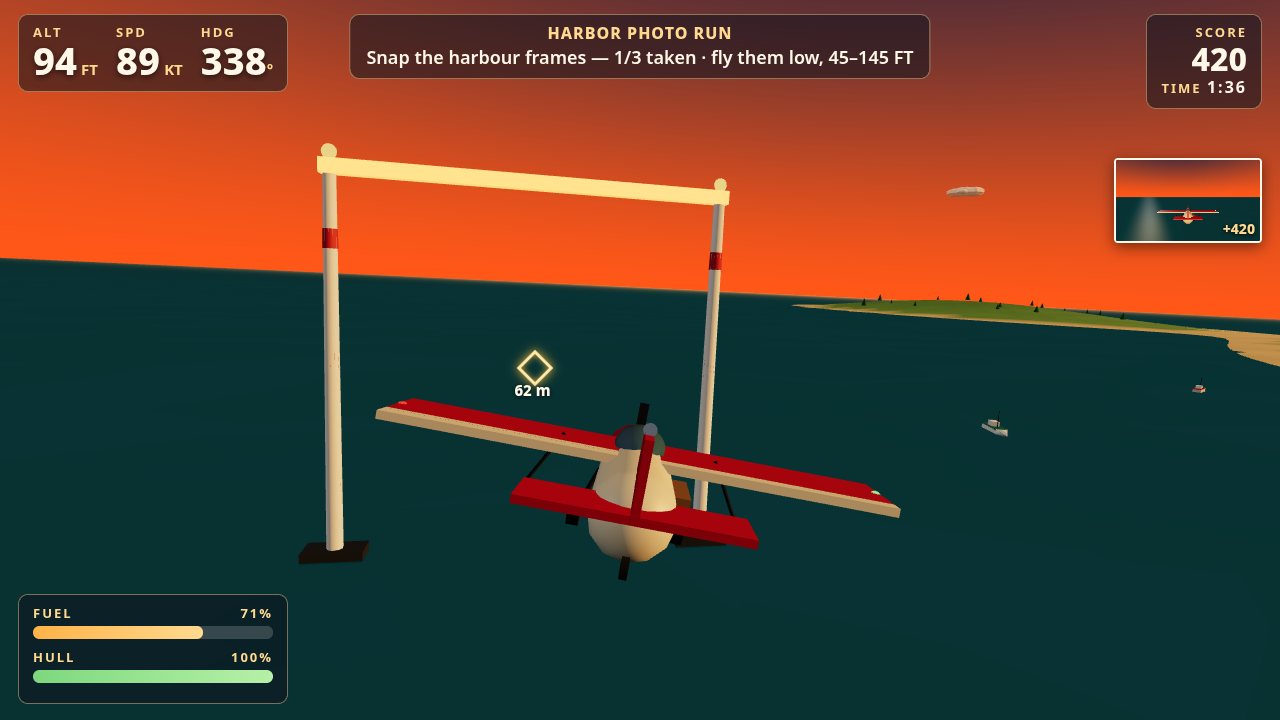 ALT SPD HDG
94 FT 89 KT 338°
HARBOR PHOTO RUN
Snap the harbour frames — 1/3 taken · fly them low, 45–145 FT
SCORE
420
TIME 1:36
+420
62 m
FUEL 71%
HULL 100%